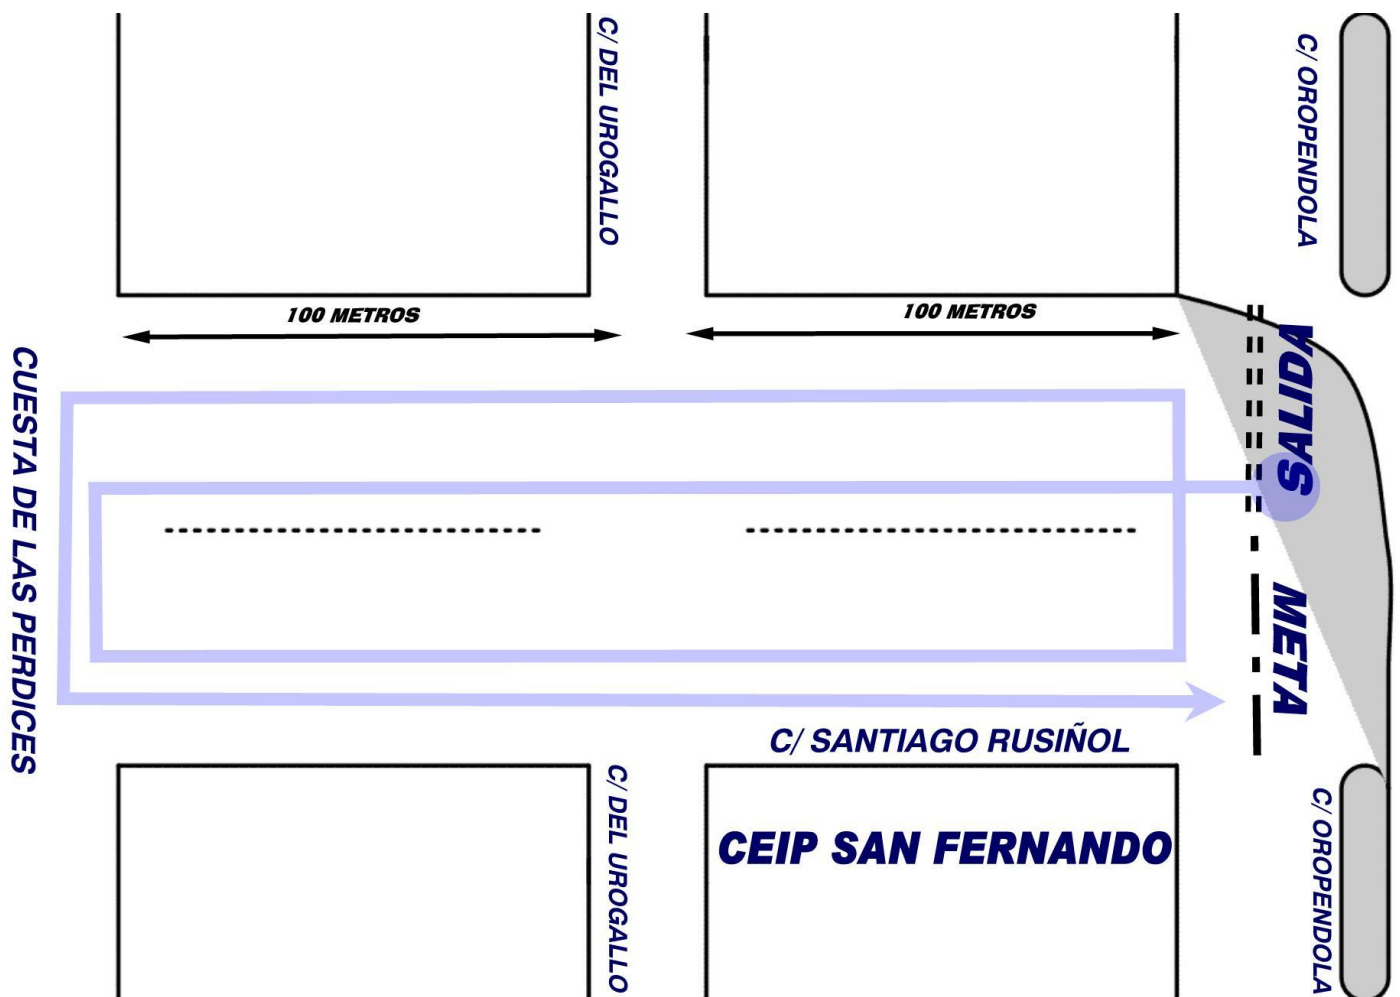 C/ DEL UROGALLO
C/ OROPENDOLA
100 METROS
100 METROS
SALIDA
CUESTA DE LAS PERDICES
META
C/ SANTIAGO RUSIÑOL
C/ DEL UROGALLO
CEIP SAN FERNANDO
C/ OROPENDOLA